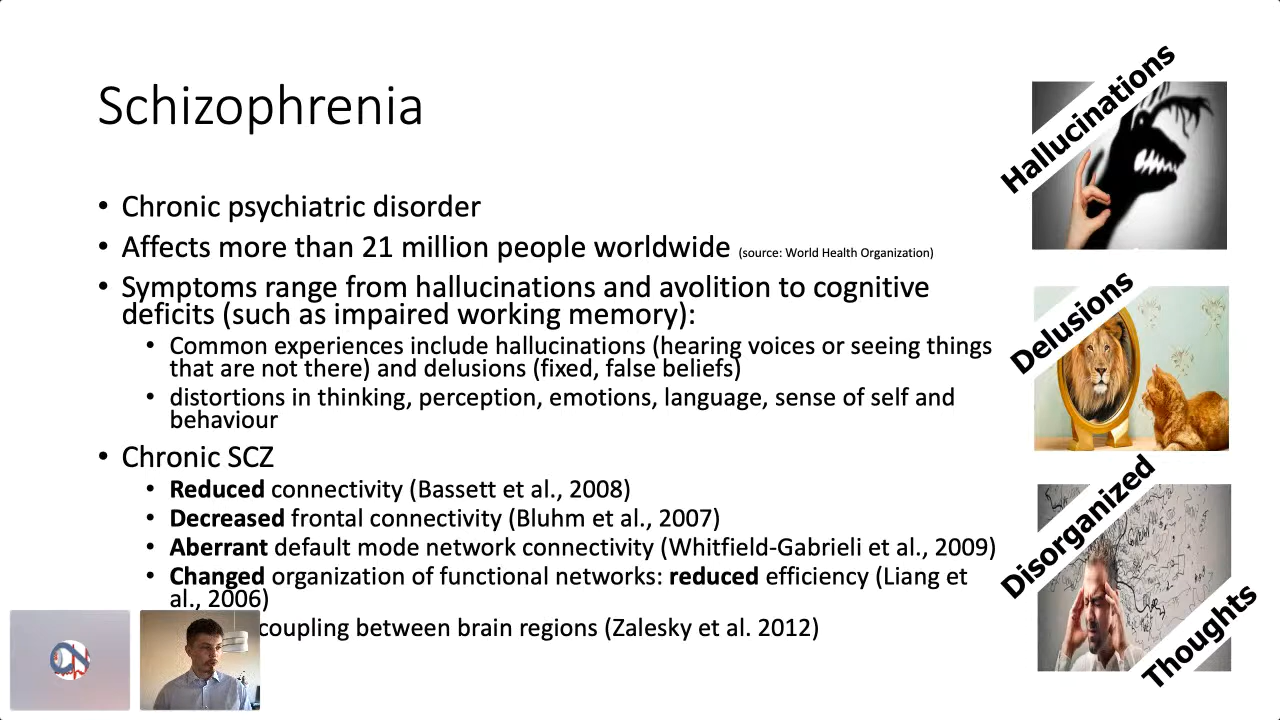 Schizophrenia
• Chronic psychiatric disorder
• Affects more than 21 million people worldwide (source: World Health Organization)
• Symptoms range from hallucinations and avolition to cognitive
deficits (such as impaired working memory):
• Common experiences include hallucinations (hearing voices or seeing things
that are not there) and delusions (fixed, false beliefs)
• distortions in thinking, perception, emotions, language, sense of self and
behaviour
• Chronic SCZ
• Reduced connectivity (Bassett et al., 2008)
• Decreased frontal connectivity (Bluhm et al., 2007)
• Aberrant default mode network connectivity (Whitfield-Gabrieli et al., 2009)
• Changed organization of functional networks: reduced efficiency (Liang et
al., 2006)
coupling between brain regions (Zalesky et al. 2012)
Hallucinations
Delusions
Disorganized
Thoughts